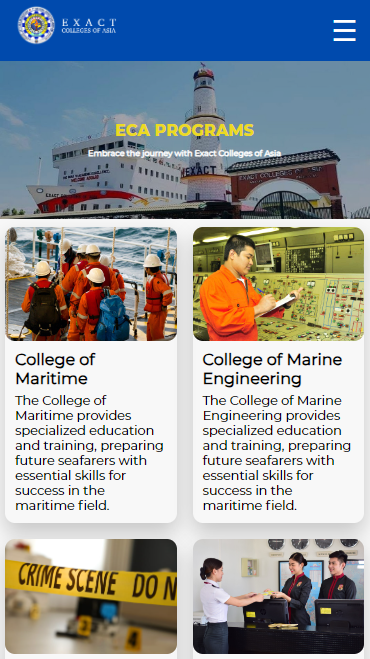 EXACT
COLLEGES OF ASIA
ECA PROGRAMS
Embrace the journey with Exact Colleges of Asia
EXACT
College of
Maritime
The College of
Maritime provides
specialized education
and training, preparing
future seafarers with
essential skills for
success in the
maritime field.
College of Marine
Engineering
The College of Marine
Engineering provides
specialized education
and training, preparing
future seafarers with
essential skills for
success in the
maritime field.
CRIME SCENE DO N